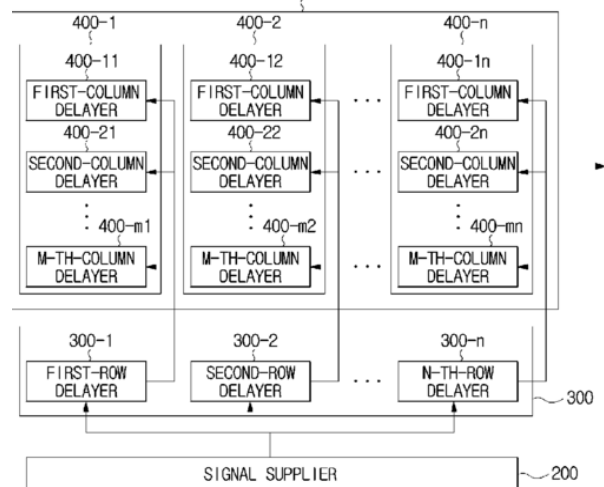 400-1 400-2 400-n
400-11 400-12 400-1n
FIRST-COLUMN DELAYER FIRST-COLUMN DELAYER ... FIRST-COLUMN DELAYER
400-21 400-22 400-2n
SECOND-COLUMN DELAYER SECOND-COLUMN DELAYER ... SECOND-COLUMN DELAYER
400-m1 400-m2 400-mn
M-TH-COLUMN DELAYER M-TH-COLUMN DELAYER ... M-TH-COLUMN DELAYER
300-1 300-2 300-n
FIRST-ROW DELAYER SECOND-ROW DELAYER ... N-TH-ROW DELAYER
300
SIGNAL SUPPLIER 200